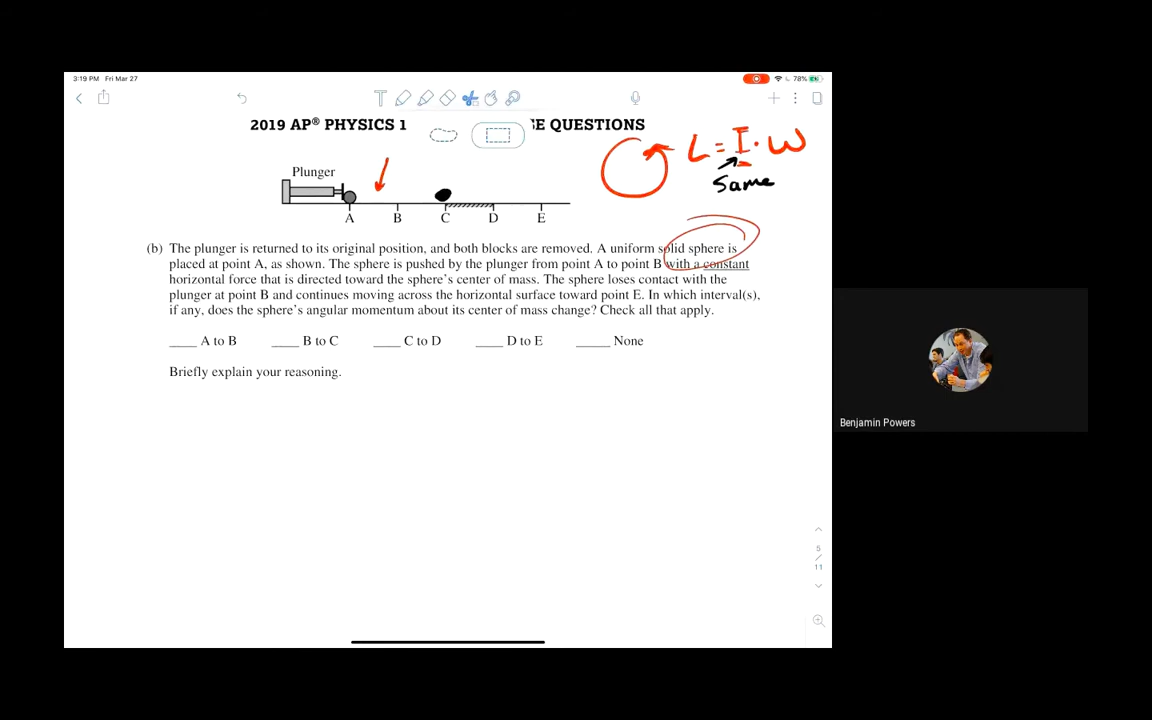 3:19 PM Fri Mar 27
78%
2019 AP® PHYSICS 1 E QUESTIONS
L = I · W
Same
Plunger
A B C D E
(b) The plunger is returned to its original position, and both blocks are removed. A uniform solid sphere is
placed at point A, as shown. The sphere is pushed by the plunger from point A to point B with a constant
horizontal force that is directed toward the sphere's center of mass. The sphere loses contact with the
plunger at point B and continues moving across the horizontal surface toward point E. In which interval(s),
if any, does the sphere's angular momentum about its center of mass change? Check all that apply.
____ A to B ____ B to C ____ C to D ____ D to E _____ None
Briefly explain your reasoning.
Benjamin Powers
5
/
11